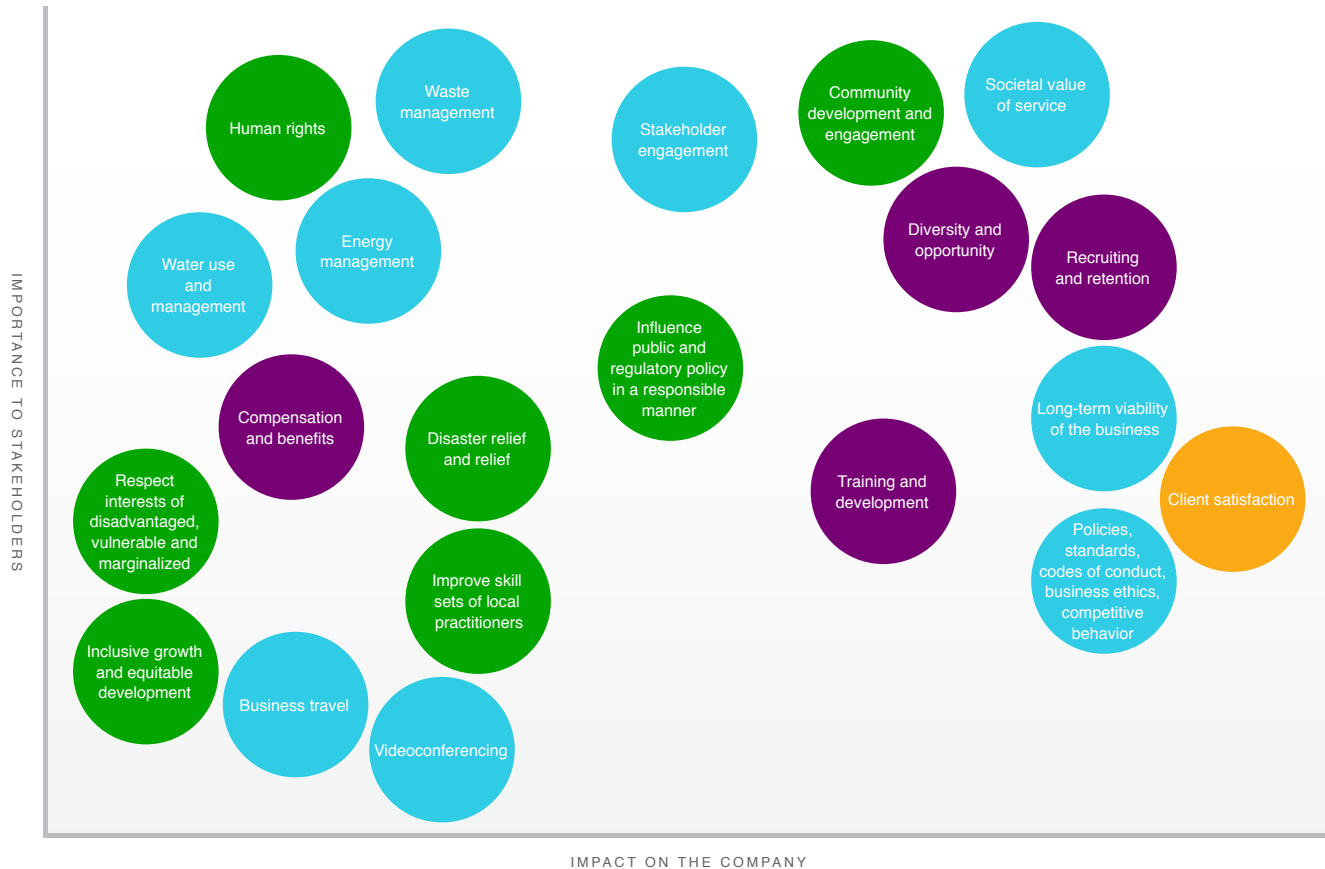 Human rights
Waste
management
Stakeholder
engagement
Community
development and
engagement
Societal value
of service
Water use
and
management
Energy
management
Diversity and
opportunity
Recruiting
and retention
Influence
public and
regulatory policy
in a responsible
manner
Compensation
and benefits
Disaster relief
and relief
Long-term viability
of the business
Respect
interests of
disadvantaged,
vulnerable and
marginalized
Training and
development
Client satisfaction
Improve skill
sets of local
practitioners
Policies,
standards,
codes of conduct,
business ethics,
competitive
behavior
Inclusive growth
and equitable
development
Business travel
Videoconferencing
IMPORTANCE TO STAKEHOLDERS
IMPACT ON THE COMPANY